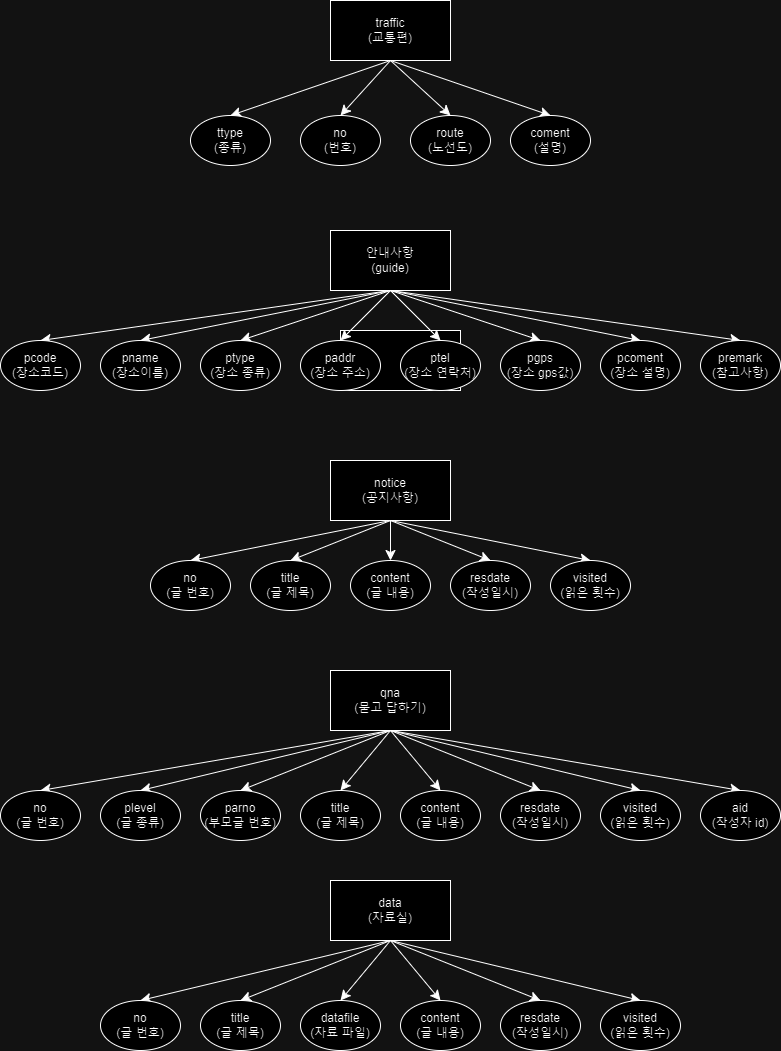 traffic
(교통편)
ttype
(종류)
no
(번호)
route
(노선도)
coment
(설명)
안내사항
(guide)
pcode
(장소코드)
pname
(장소이름)
ptype
(장소 종류)
paddr
(장소 주소)
ptel
(장소 연락처)
pgps
(장소 gps값)
pcoment
(장소 설명)
premark
(참고사항)
notice
(공지사항)
no
(글 번호)
title
(글 제목)
content
(글 내용)
resdate
(작성일시)
visited
(읽은 횟수)
qna
(묻고 답하기)
no
(글 번호)
plevel
(글 종류)
parno
(부모글 번호)
title
(글 제목)
content
(글 내용)
resdate
(작성일시)
visited
(읽은 횟수)
aid
(작성자 id)
data
(자료실)
no
(글 번호)
title
(글 제목)
datafile
(자료 파일)
content
(글 내용)
resdate
(작성일시)
visited
(읽은 횟수)